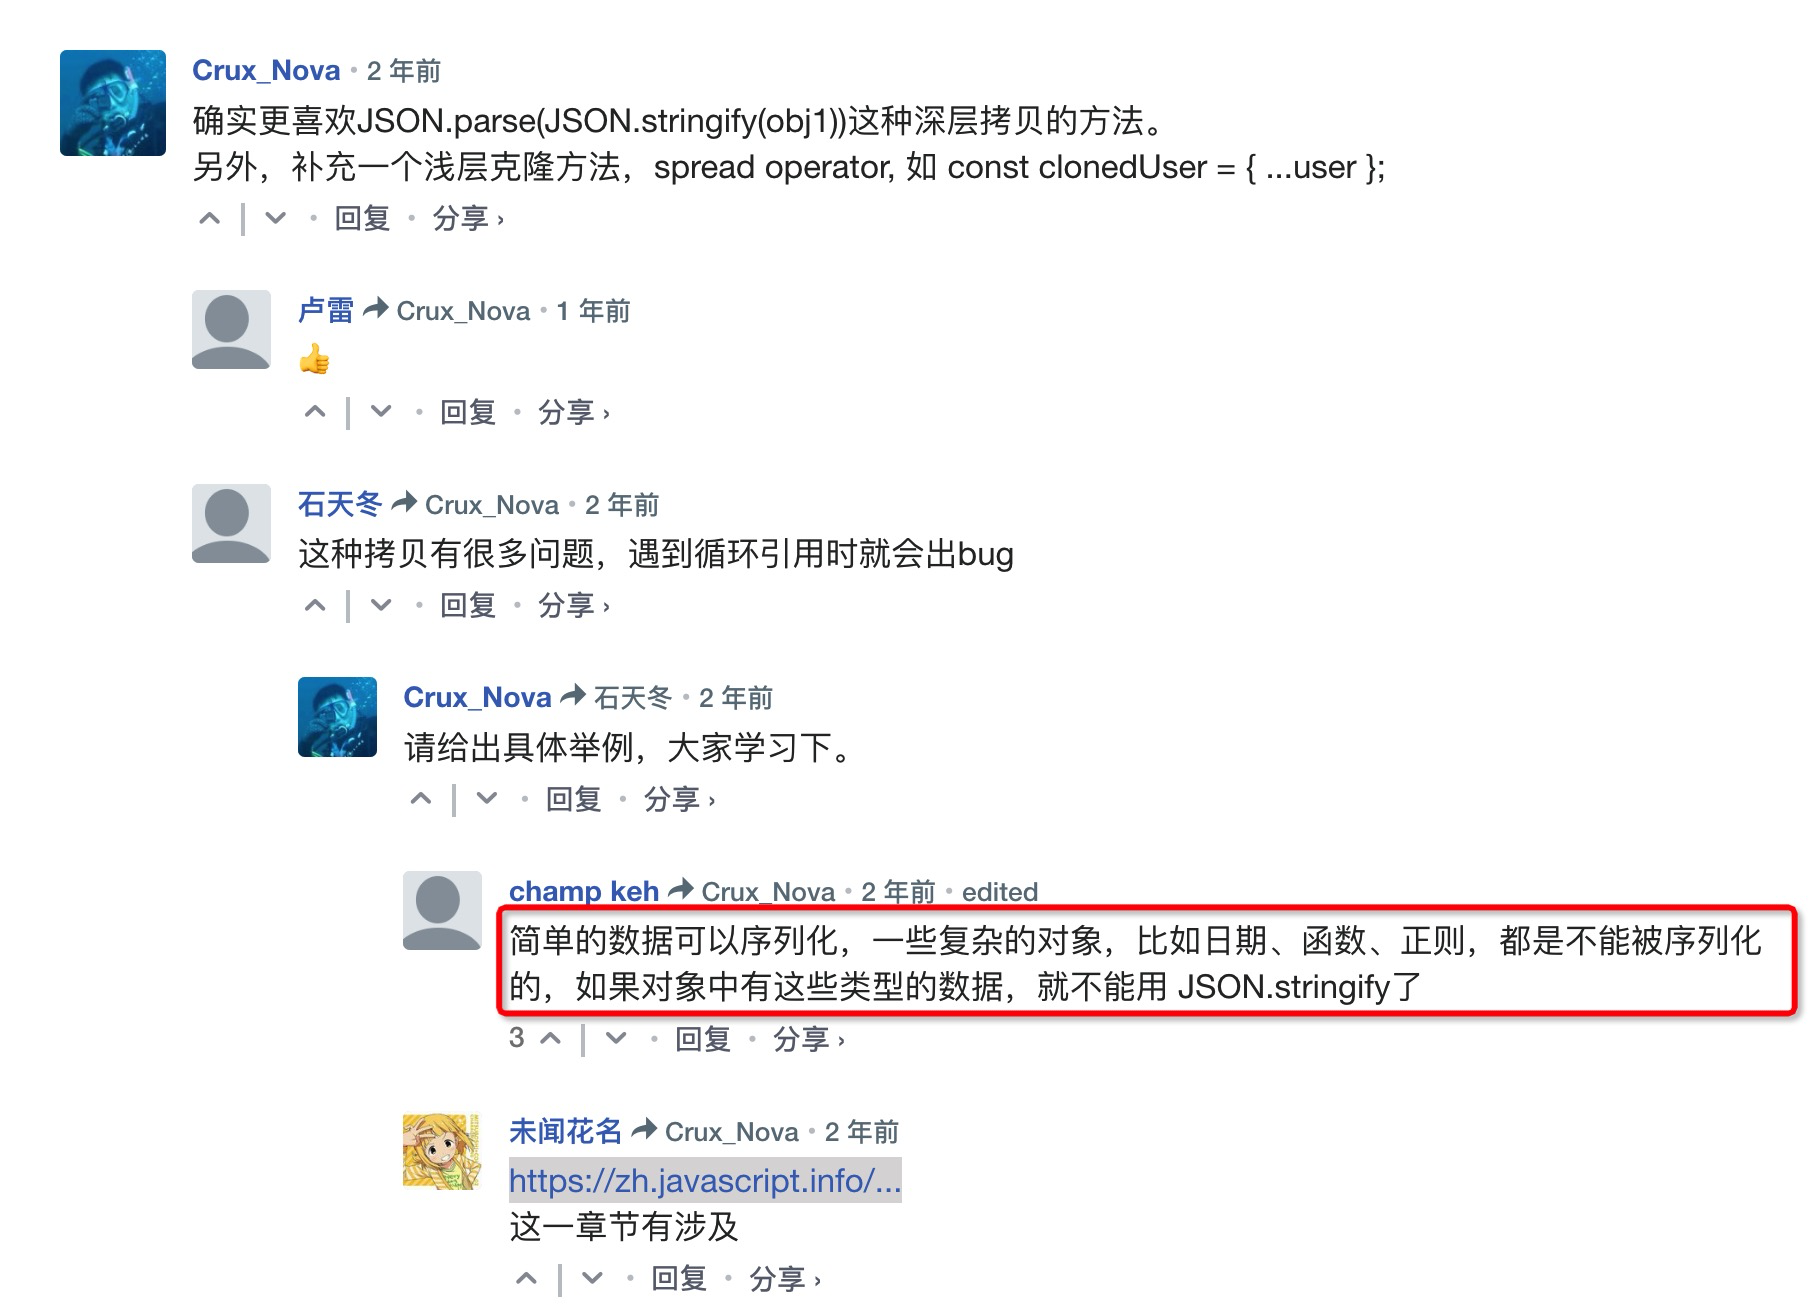 Crux_Nova • 2 年前
确实更喜欢JSON.parse(JSON.stringify(obj1))这种深层拷贝的方法。
另外，补充一个浅层克隆方法，spread operator, 如 const clonedUser = { ...user };
回复 • 分享 ›
卢雷 Crux_Nova • 1 年前
👍
回复 • 分享 ›
石天冬 Crux_Nova • 2 年前
这种拷贝有很多问题，遇到循环引用时就会出bug
回复 • 分享 ›
Crux_Nova 石天冬 • 2 年前
请给出具体举例，大家学习下。
回复 • 分享 ›
champ keh Crux_Nova • 2 年前 • edited
简单的数据可以序列化，一些复杂的对象，比如日期、函数、正则，都是不能被序列化
的，如果对象中有这些类型的数据，就不能用 JSON.stringify了
3 回复 • 分享 ›
未闻花名 Crux_Nova • 2 年前
https://zh.javascript.info/...
这一章节有涉及
回复 • 分享 ›